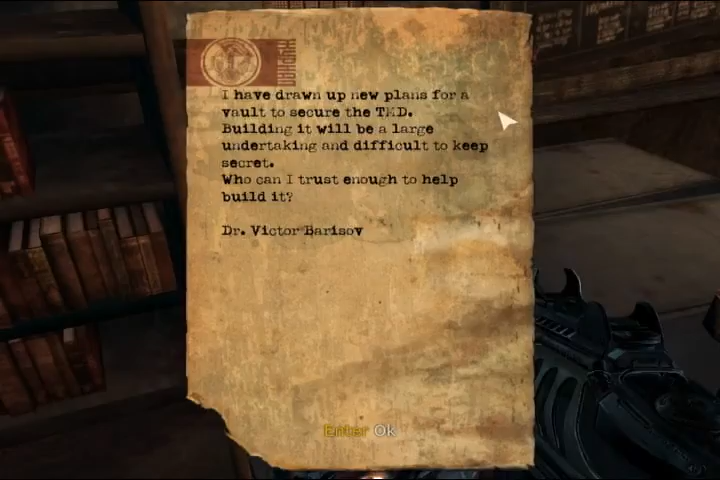 I have drawn up new plans for a
vault to secure the TMD.
Building it will be a large
undertaking and difficult to keep
secret.
Who can I trust enough to help
build it?
Dr. Victor Barisov
Enter Ok